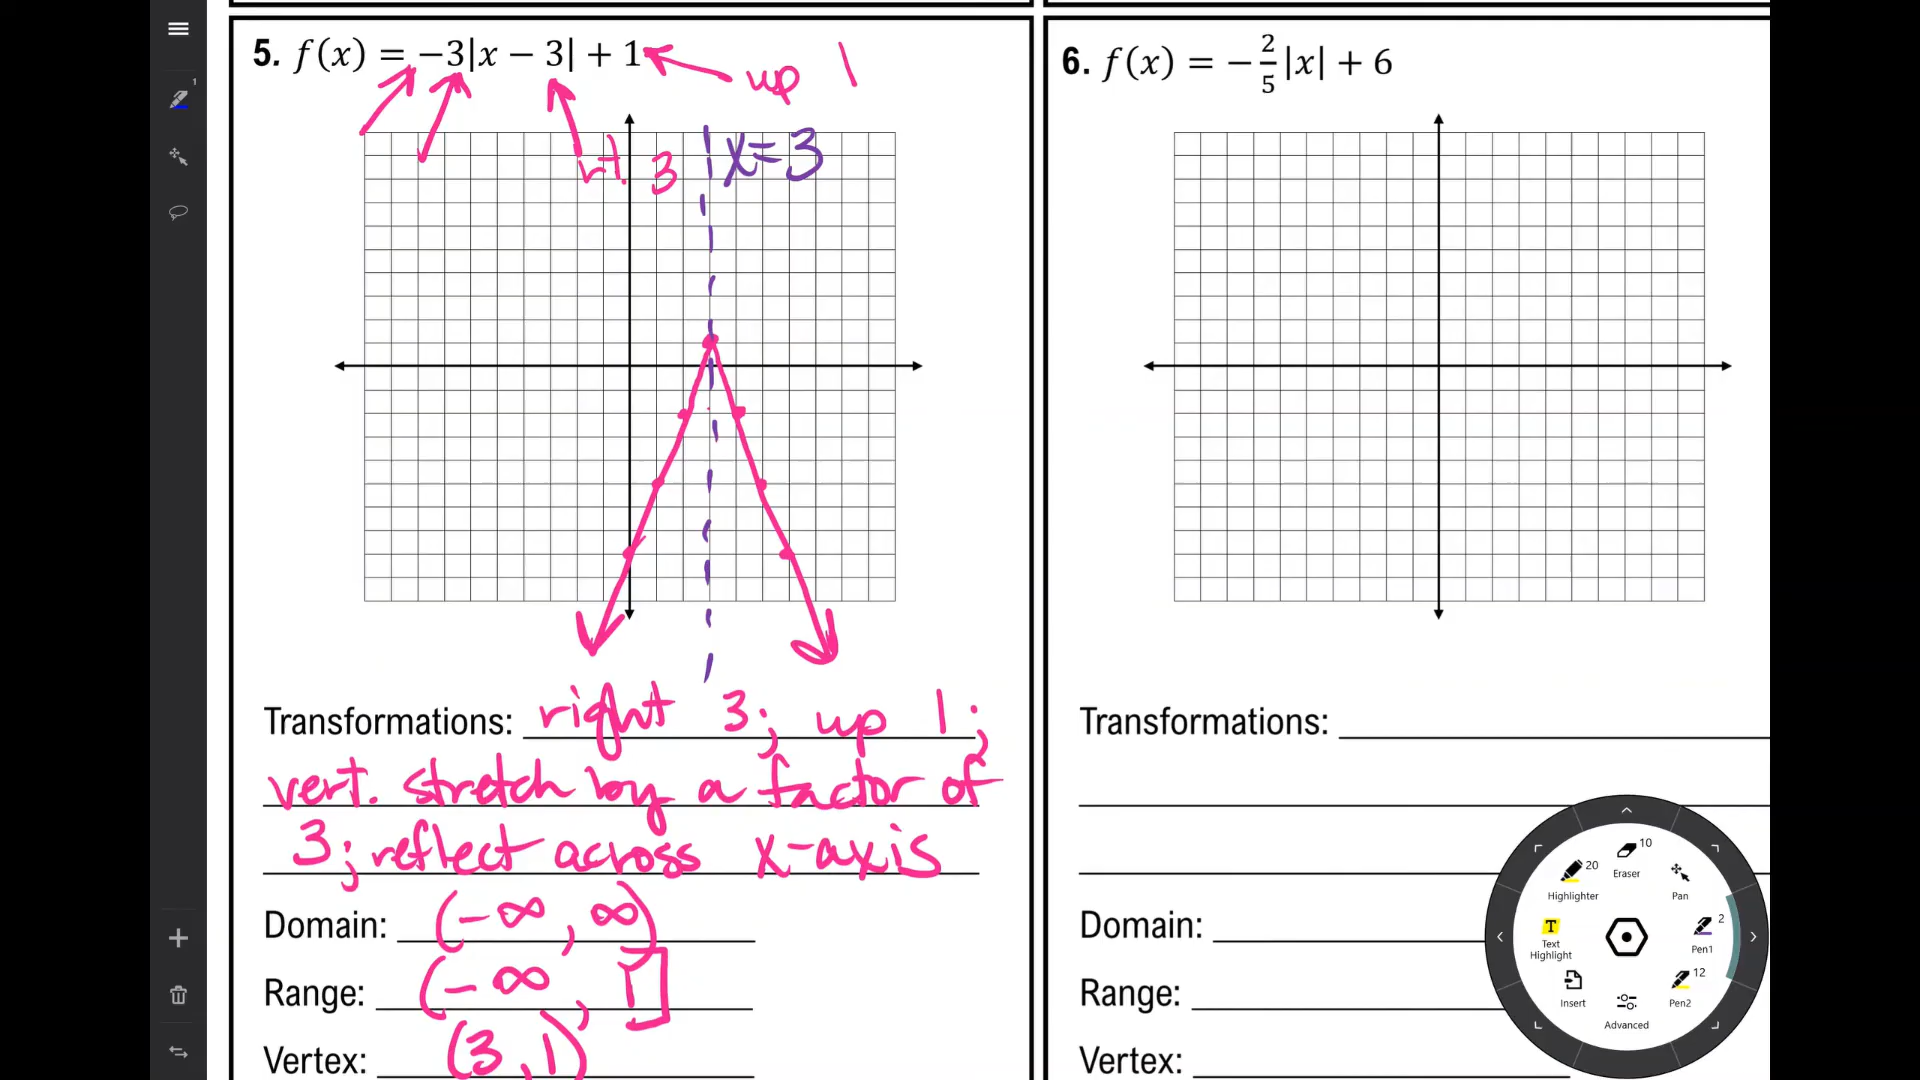 5. f(x) = −3|x − 3| + 1
up 1
rt. 3
x=3
Transformations: right 3; up 1;
vert. stretch by a factor of
3; reflect across x-axis
Domain: (-∞, ∞)
Range: (-∞, 1]
Vertex: (3,1)
6. f(x) = −2/5|x| + 6
Transformations:
Domain:
Range:
Vertex:
1
10
Eraser
20
Highlighter
Pan
T
Text
Highlight
2
Pen1
12
Pen2
Insert
Advanced